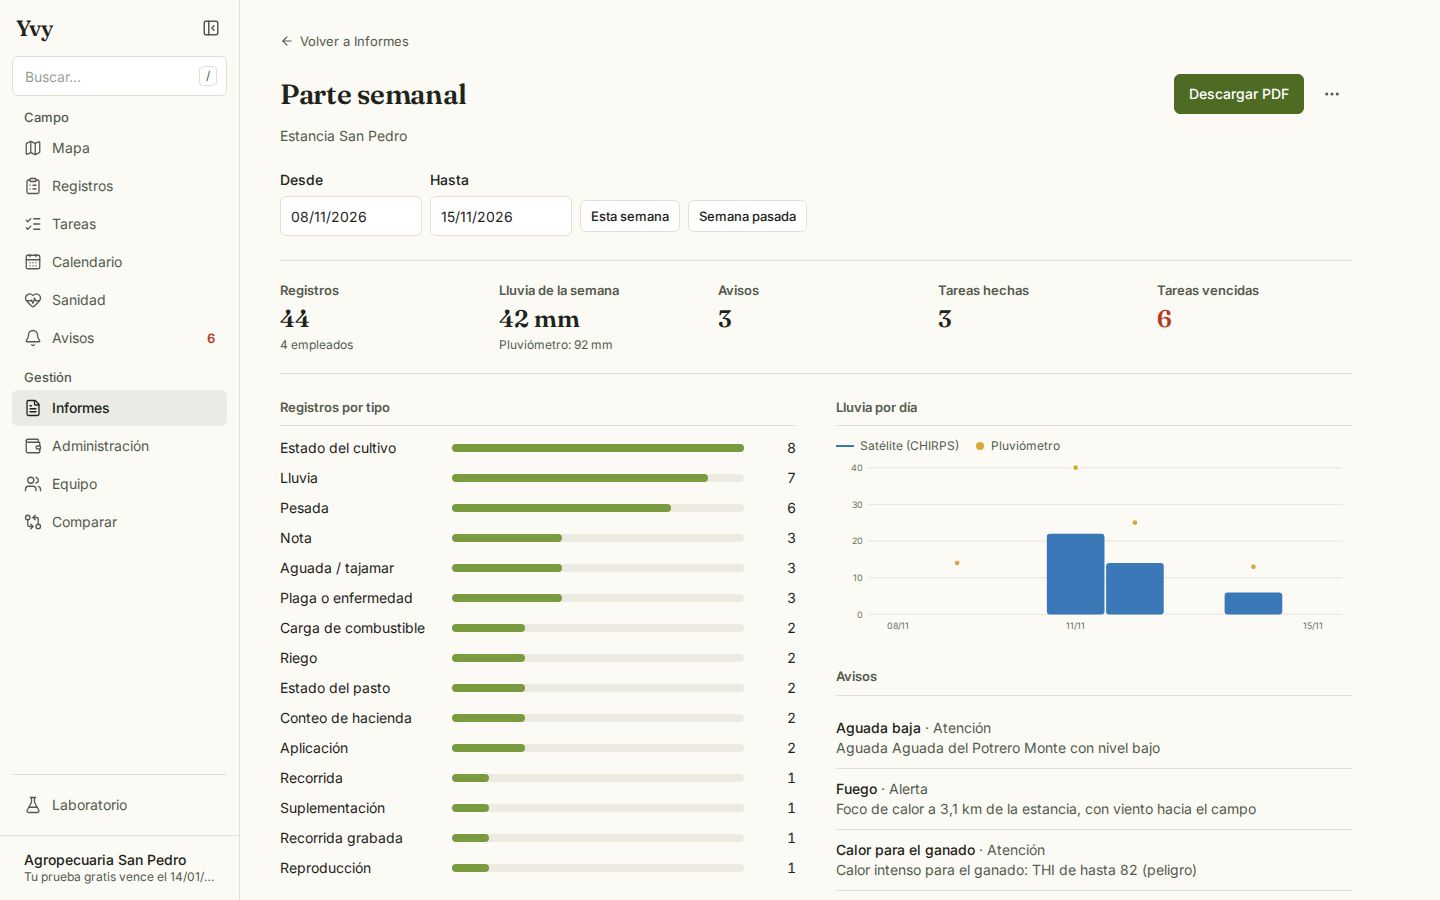 Yvy
Buscar...
/
Campo
Mapa
Registros
Tareas
Calendario
Sanidad
Avisos 6
Gestión
Informes
Administración
Equipo
Comparar
Laboratorio
Agropecuaria San Pedro
Tu prueba gratis vence el 14/01/...
Volver a Informes
Parte semanal
Descargar PDF
Estancia San Pedro
Desde Hasta
08/11/2026 15/11/2026 Esta semana Semana pasada
Registros
44
4 empleados
Lluvia de la semana
42 mm
Pluviómetro: 92 mm
Avisos
3
Tareas hechas
3
Tareas vencidas
6
Registros por tipo
Estado del cultivo 8
Lluvia 7
Pesada 6
Nota 3
Aguada / tajamar 3
Plaga o enfermedad 3
Carga de combustible 2
Riego 2
Estado del pasto 2
Conteo de hacienda 2
Aplicación 2
Recorrida 1
Suplementación 1
Recorrida grabada 1
Reproducción 1
Lluvia por día
Satélite (CHIRPS) Pluviómetro
40
30
20
10
0
08/11 11/11 15/11
Avisos
Aguada baja · Atención
Aguada Aguada del Potrero Monte con nivel bajo
Fuego · Alerta
Foco de calor a 3,1 km de la estancia, con viento hacia el campo
Calor para el ganado · Atención
Calor intenso para el ganado: THI de hasta 82 (peligro)